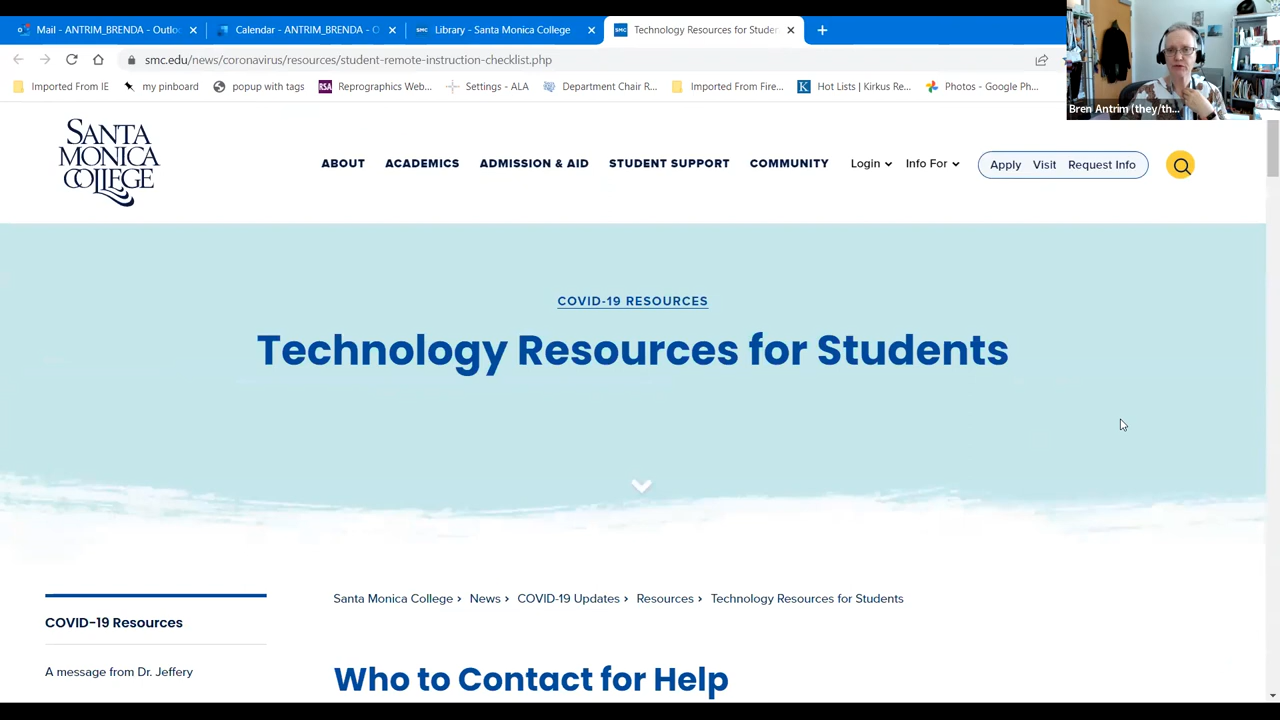 Mail - ANTRIM_BRENDA - Outlo
Calendar - ANTRIM_BRENDA - O
SMC
Library - Santa Monica College
SMC
Technology Resources for Studen
smc.edu/news/coronavirus/resources/student-remote-instruction-checklist.php
Imported From IE
my pinboard
popup with tags
RSA
Reprographics Web...
Settings - ALA
Department Chair R...
Imported From Fire...
K
Hot Lists | Kirkus Re...
Photos - Google Ph...
Bren Antrim (they/th...
SANTA
MONICA
COLLEGE
ABOUT
ACADEMICS
ADMISSION & AID
STUDENT SUPPORT
COMMUNITY
Login
Info For
Apply
Visit
Request Info
COVID-19 RESOURCES
Technology Resources for Students
Santa Monica College › News › COVID-19 Updates › Resources › Technology Resources for Students
COVID-19 Resources
A message from Dr. Jeffery
Who to Contact for Help